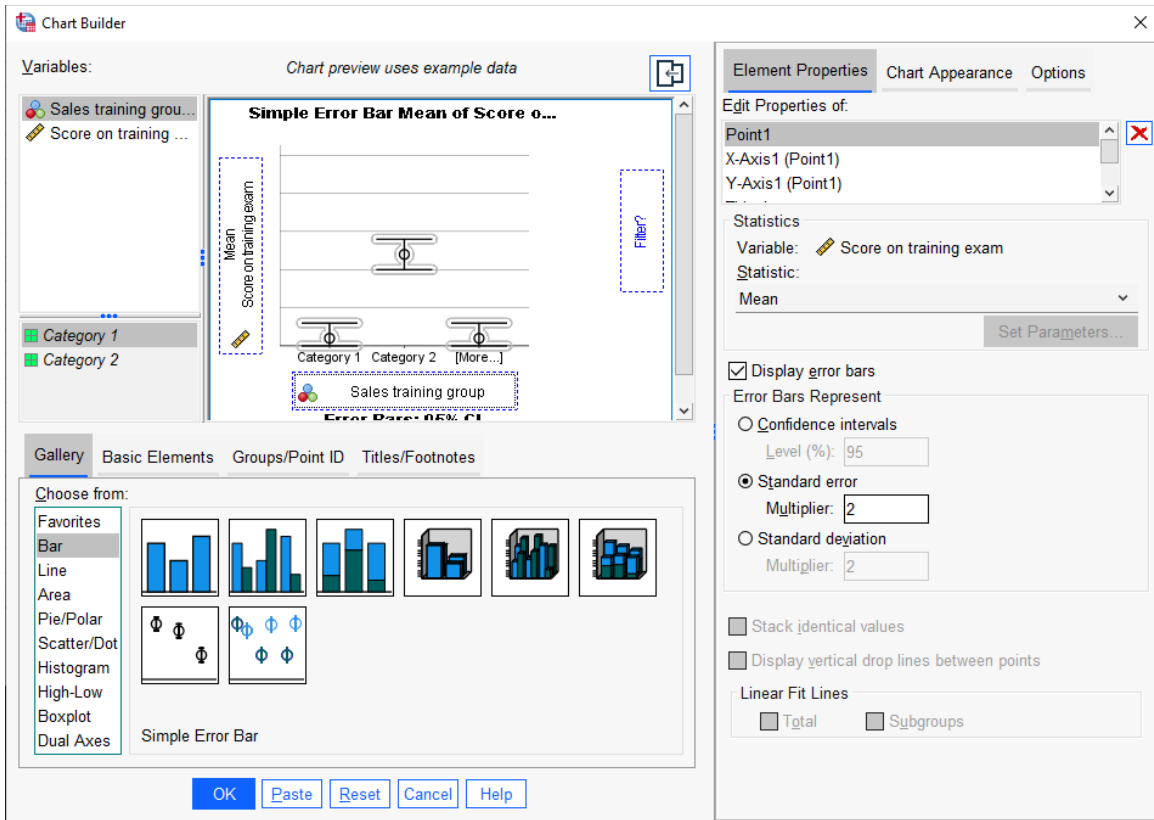 Chart Builder
Variables:
Chart preview uses example data
Sales training grou...
Score on training ...
Category 1
Category 2
Simple Error Bar Mean of Score o...
Mean
Score on training exam
Filter?
Category 1 Category 2 [More...]
Sales training group
Error Bars: 95% CI
Gallery Basic Elements Groups/Point ID Titles/Footnotes
Choose from:
Favorites
Bar
Line
Area
Pie/Polar
Scatter/Dot
Histogram
High-Low
Boxplot
Dual Axes
Simple Error Bar
OK Paste Reset Cancel Help
Element Properties Chart Appearance Options
Edit Properties of:
Point1
X-Axis1 (Point1)
Y-Axis1 (Point1)
Statistics
Variable: Score on training exam
Statistic:
Mean
Set Parameters...
Display error bars
Error Bars Represent
Confidence intervals
Level (%): 95
Standard error
Multiplier: 2
Standard deviation
Multiplier: 2
Stack identical values
Display vertical drop lines between points
Linear Fit Lines
Total Subgroups